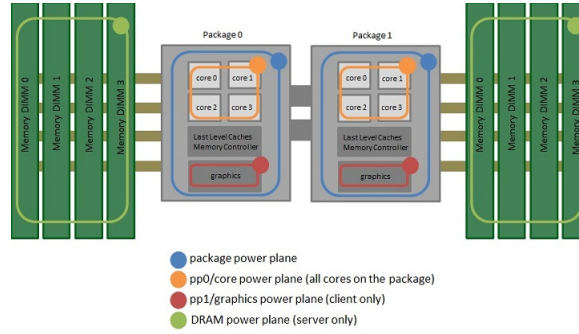 Package 0
Package 1
Memory DIMM 0
Memory DIMM 1
Memory DIMM 2
Memory DIMM 3
core 0
core 1
core 2
core 3
Last Level Caches
Memory Controller
graphics
core 0
core 1
core 2
core 3
Last Level Caches
Memory Controller
graphics
Memory DIMM 0
Memory DIMM 1
Memory DIMM 2
Memory DIMM 3
package power plane
pp0/core power plane (all cores on the package)
pp1/graphics power plane (client only)
DRAM power plane (server only)